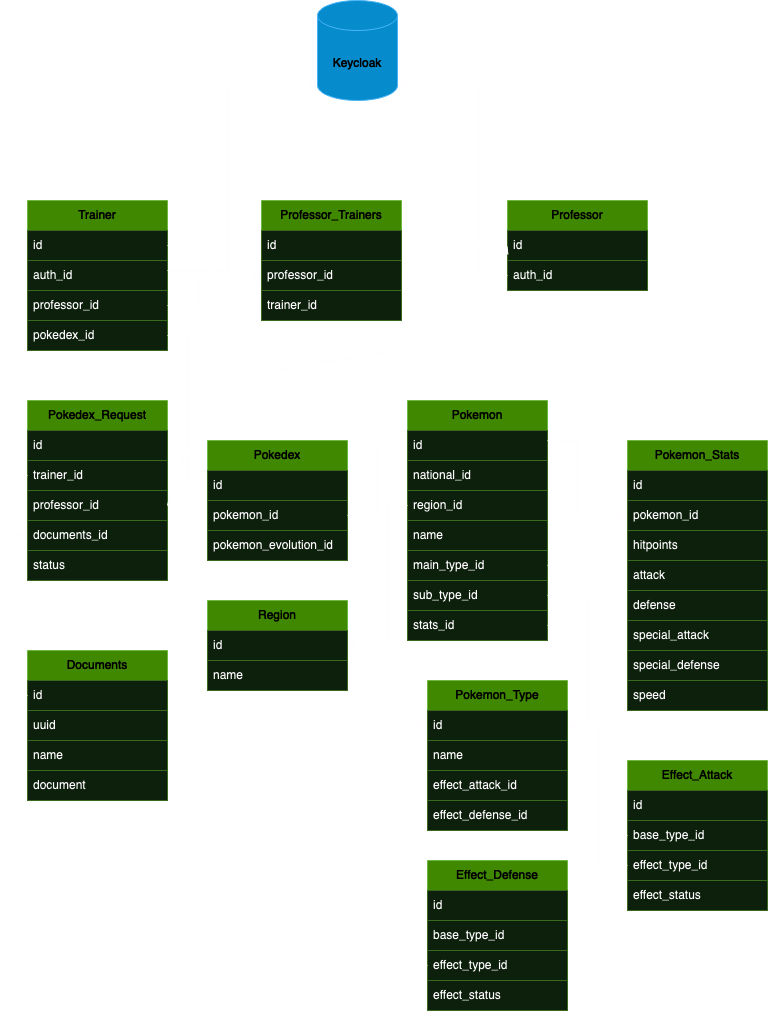 Keycloak
Trainer
id
auth_id
professor_id
pokedex_id
Professor_Trainers
id
professor_id
trainer_id
Professor
id
auth_id
Pokedex_Request
id
trainer_id
professor_id
documents_id
status
Pokedex
id
pokemon_id
pokemon_evolution_id
Pokemon
id
national_id
region_id
name
main_type_id
sub_type_id
stats_id
Pokemon_Stats
id
pokemon_id
hitpoints
attack
defense
special_attack
special_defense
speed
Region
id
name
Documents
id
uuid
name
document
Pokemon_Type
id
name
effect_attack_id
effect_defense_id
Effect_Attack
id
base_type_id
effect_type_id
effect_status
Effect_Defense
id
base_type_id
effect_type_id
effect_status